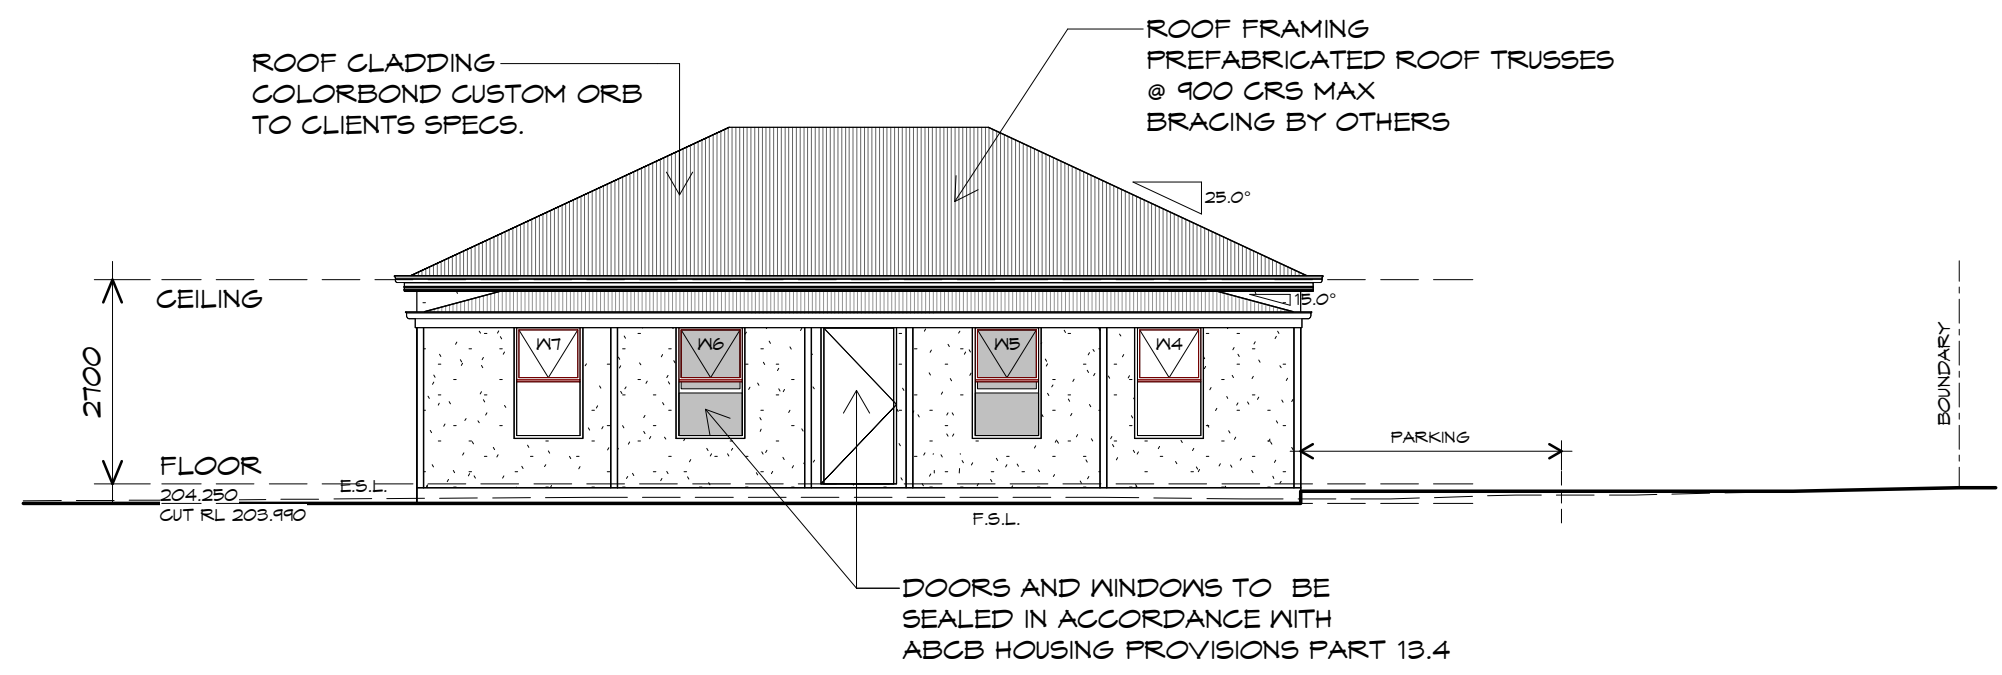 ROOF FRAMING
PREFABRICATED ROOF TRUSSES
@ 900 CRS MAX
BRACING BY OTHERS
ROOF CLADDING
COLORBOND CUSTOM ORB
TO CLIENTS SPECS.
25.0°
CEILING
15.0°
W7
W6
W5
W4
BOUNDARY
2700
PARKING
FLOOR
204.250
E.S.L.
CUT RL 203.990
F.S.L.
DOORS AND WINDOWS TO BE
SEALED IN ACCORDANCE WITH
ABCB HOUSING PROVISIONS PART 13.4